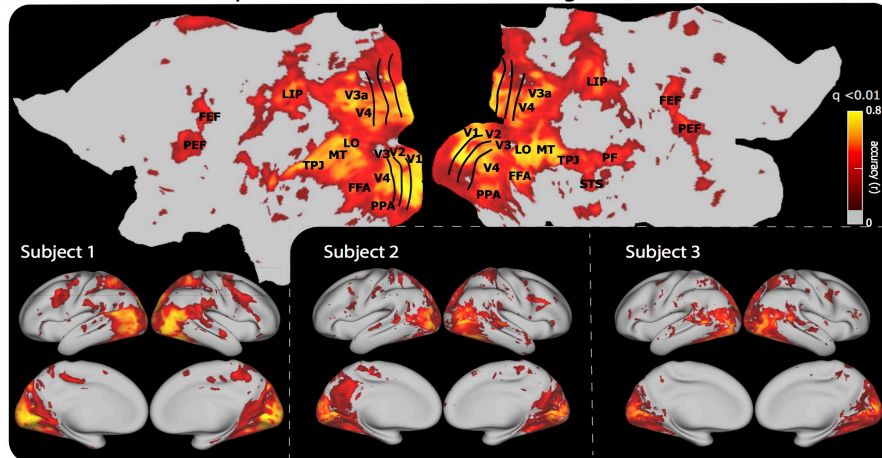 LIP
V3a
V4
FEF
PEF
LO
MT
TPJ
V3
V2
V1
V4
FFA
PPA
V3a
V4
LIP
V1
V2
V3
LO
MT
TPJ
PF
STS
V4
FFA
PPA
FEF
PEF
q <0.01
0.8
accuracy (r)
0
Subject 1
Subject 2
Subject 3